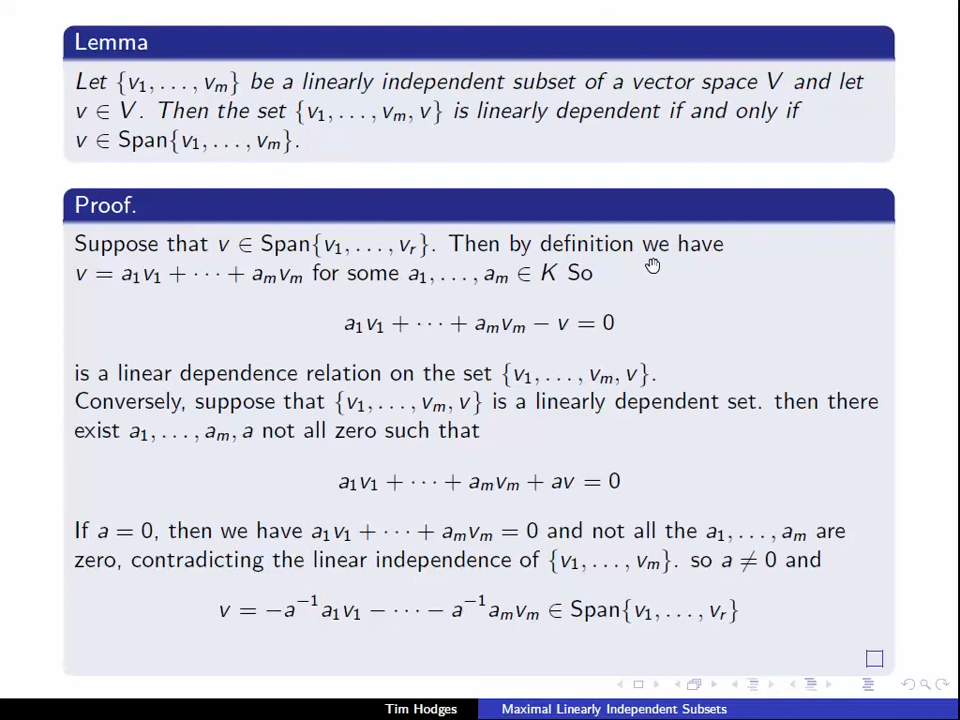 Lemma
Let {v₁, . . . , vₘ} be a linearly independent subset of a vector space V and let
v ∈ V. Then the set {v₁, . . . , vₘ, v} is linearly dependent if and only if
v ∈ Span{v₁, . . . , vₘ}.
Proof.
Suppose that v ∈ Span{v₁, . . . , vᵣ}. Then by definition we have
v = a₁v₁ + · · · + aₘvₘ for some a₁, . . . , aₘ ∈ K So
a₁v₁ + · · · + aₘvₘ − v = 0
is a linear dependence relation on the set {v₁, . . . , vₘ, v}.
Conversely, suppose that {v₁, . . . , vₘ, v} is a linearly dependent set. then there
exist a₁, . . . , aₘ, a not all zero such that
a₁v₁ + · · · + aₘvₘ + av = 0
If a = 0, then we have a₁v₁ + · · · + aₘvₘ = 0 and not all the a₁, . . . , aₘ are
zero, contradicting the linear independence of {v₁, . . . , vₘ}. so a ≠ 0 and
v = −a⁻¹a₁v₁ − · · · − a⁻¹aₘvₘ ∈ Span{v₁, . . . , vᵣ}
Tim Hodges
Maximal Linearly Independent Subsets